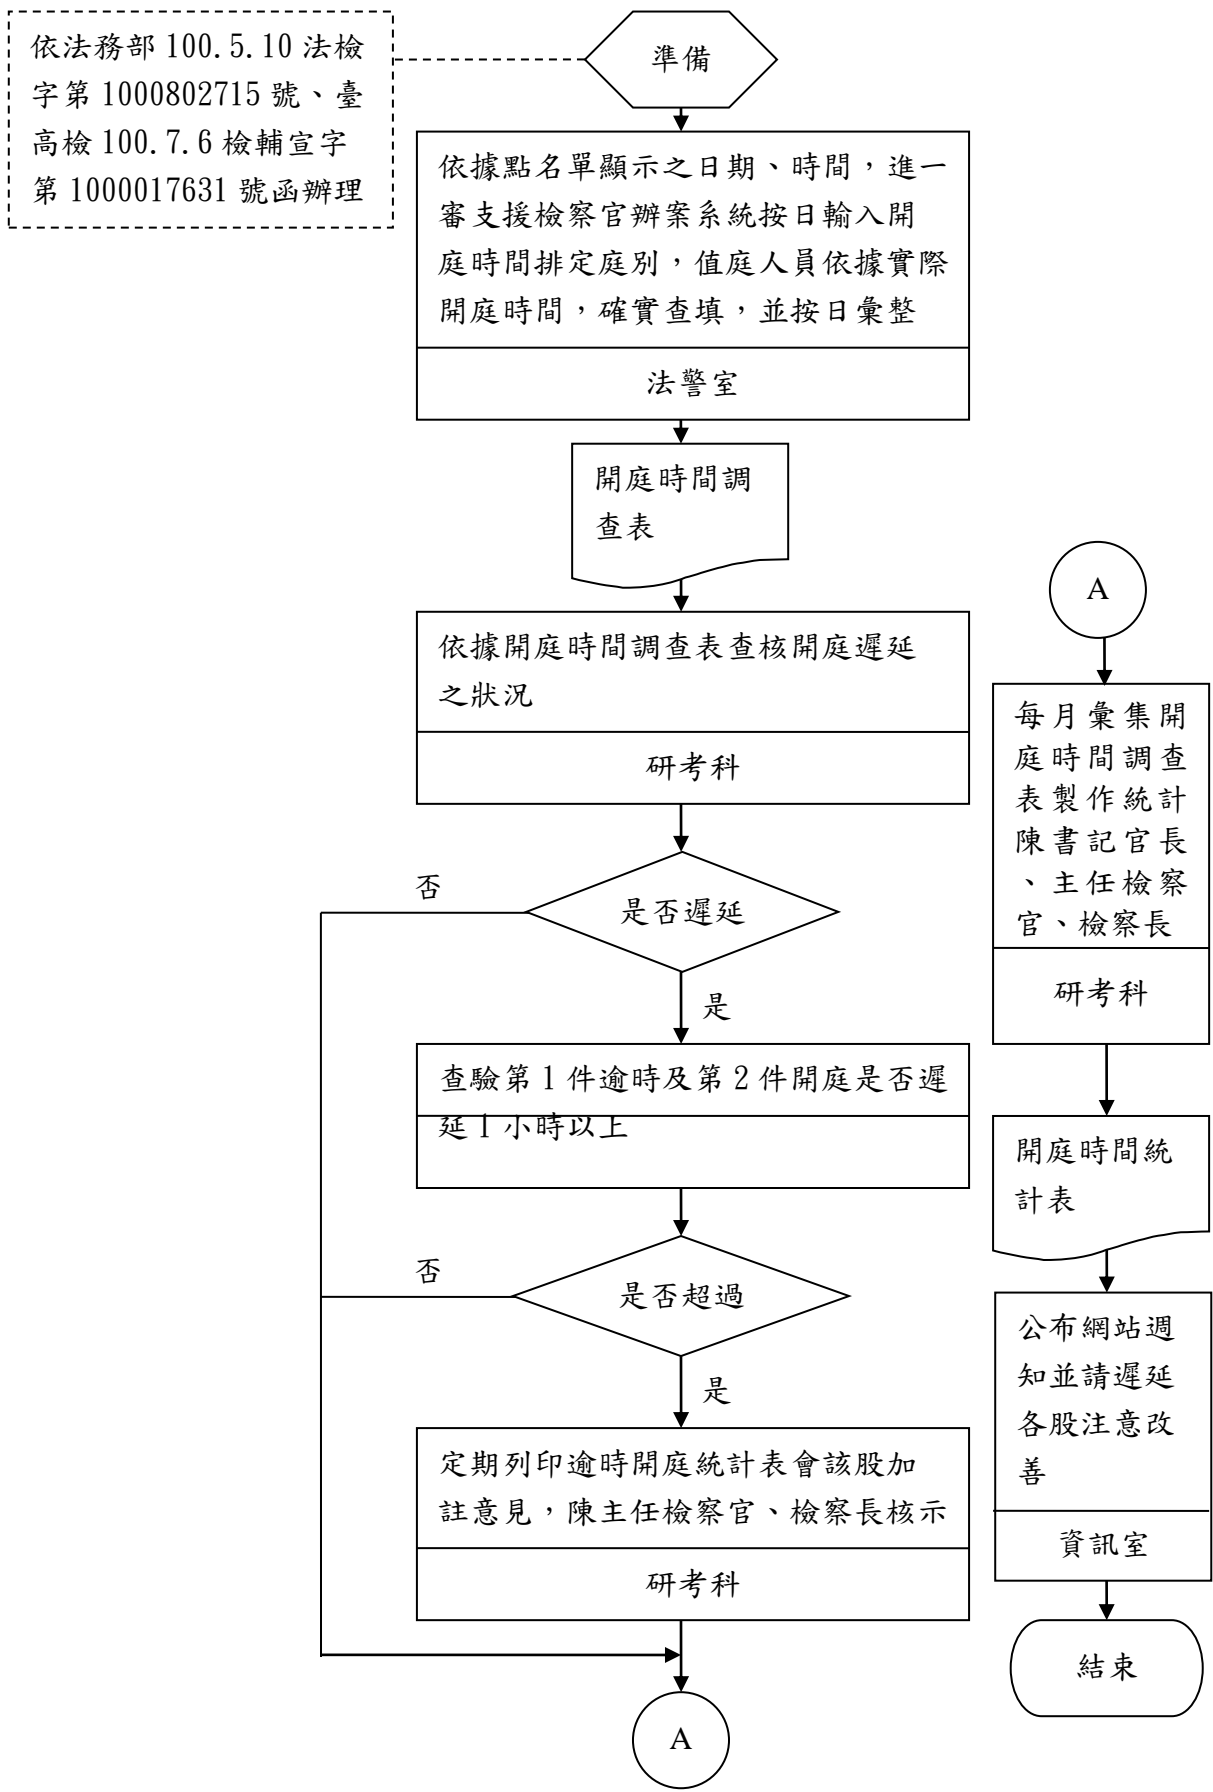 依法務部 100.5.10 法檢
字第 1000802715 號、臺
高檢 100.7.6 檢輔宣字
第 1000017631 號函辦理
準備
依據點名單顯示之日期、時間，進一
審支援檢察官辦案系統按日輸入開
庭時間排定庭別，值庭人員依據實際
開庭時間，確實查填，並按日彙整
法警室
開庭時間調
查表
依據開庭時間調查表查核開庭遲延
之狀況
研考科
否
是否遲延
是
查驗第 1 件逾時及第 2 件開庭是否遲
延 1 小時以上
否
是否超過
是
定期列印逾時開庭統計表會該股加
註意見，陳主任檢察官、檢察長核示
研考科
A
A
每月彙集開
庭時間調查
表製作統計
陳書記官長
、主任檢察
官、檢察長
研考科
開庭時間統
計表
公布網站週
知並請遲延
各股注意改
善
資訊室
結束